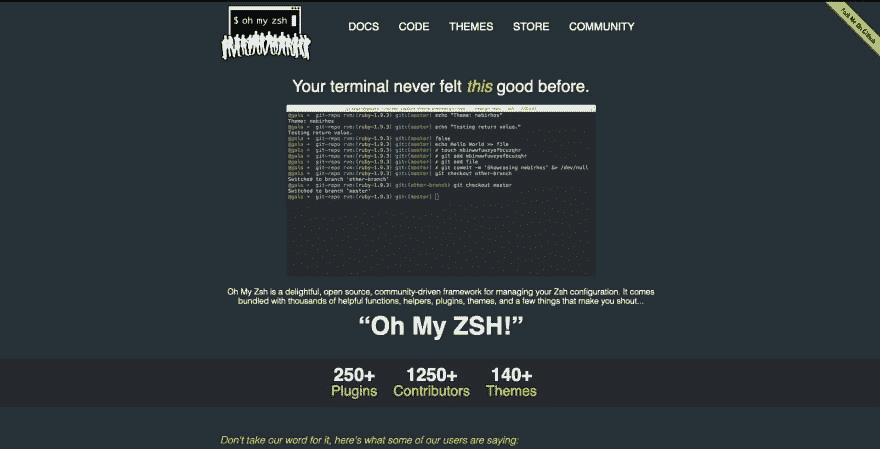 $ oh my zsh
DOCS CODE THEMES STORE COMMUNITY
Fork Me On Github
Your terminal never felt this good before.
@gala ➜ git-repo rvm:(ruby-1.9.3) git:(master) echo "Theme: nebirhos"
Theme: nebirhos
@gala ➜ git-repo rvm:(ruby-1.9.3) git:(master) echo "Testing return value."
Testing return value.
@gala ➜ git-repo rvm:(ruby-1.9.3) git:(master) false
@gala ➜ git-repo rvm:(ruby-1.9.3) git:(master) echo Hello World >> file
@gala ➜ git-repo rvm:(ruby-1.9.3) git:(master) # touch
@gala ➜ git-repo rvm:(ruby-1.9.3) git:(master) # git add
@gala ➜ git-repo rvm:(ruby-1.9.3) git:(master) # git add file
@gala ➜ git-repo rvm:(ruby-1.9.3) git:(master) # git commit -m 'Showcasing nebirhos' &> /dev/null
@gala ➜ git-repo rvm:(ruby-1.9.3) git:(master) git checkout other-branch
Switched to branch 'other-branch'
@gala ➜ git-repo rvm:(ruby-1.9.3) git:(other-branch) git checkout master
Switched to branch 'master'
@gala ➜ git-repo rvm:(ruby-1.9.3) git:(master)
Oh My Zsh is a delightful, open source, community-driven framework for managing your Zsh configuration. It comes
bundled with thousands of helpful functions, helpers, plugins, themes, and a few things that make you shout...
“Oh My ZSH!”
250+ 1250+ 140+
Plugins Contributors Themes
Don't take our word for it, here's what some of our users are saying: